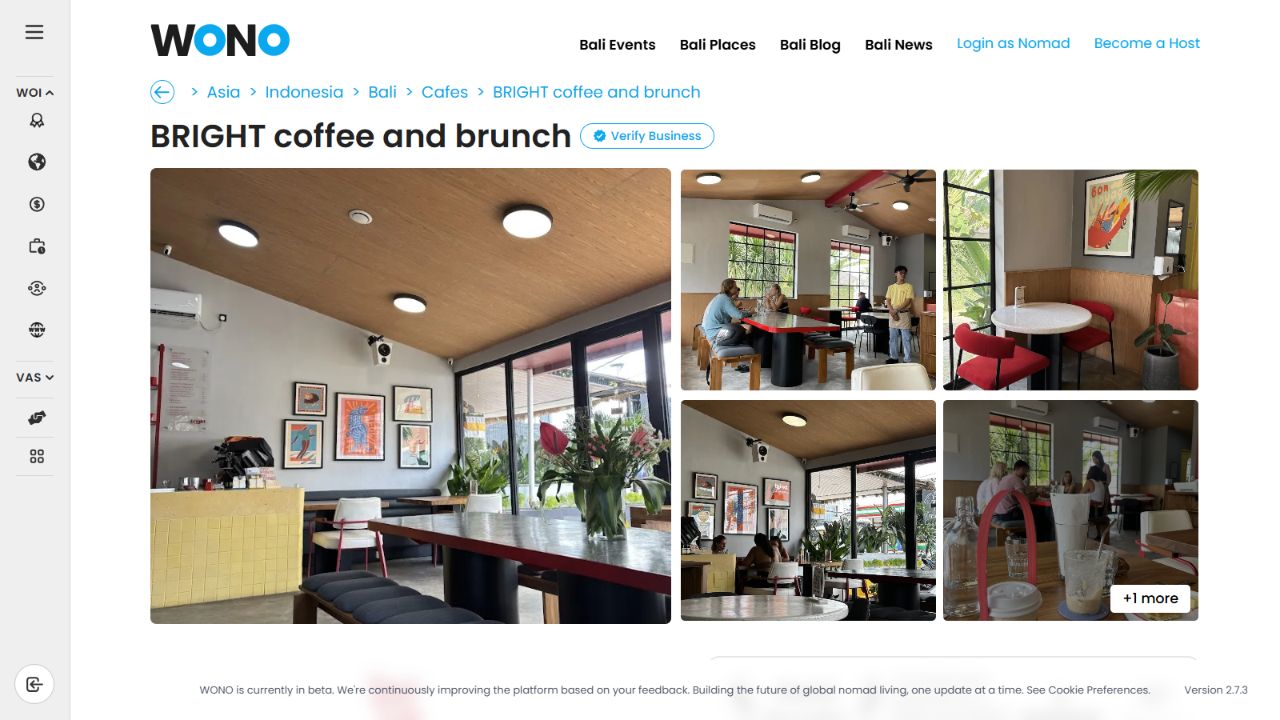 WONO
Bali Events
Bali Places
Bali Blog
Bali News
Login as Nomad
Become a Host
WOI
> Asia > Indonesia > Bali > Cafes > BRIGHT coffee and brunch
BRIGHT coffee and brunch
Verify Business
VAS
+1 more
WONO is currently in beta. We're continuously improving the platform based on your feedback. Building the future of global nomad living, one update at a time. See Cookie Preferences.
Version 2.7.3